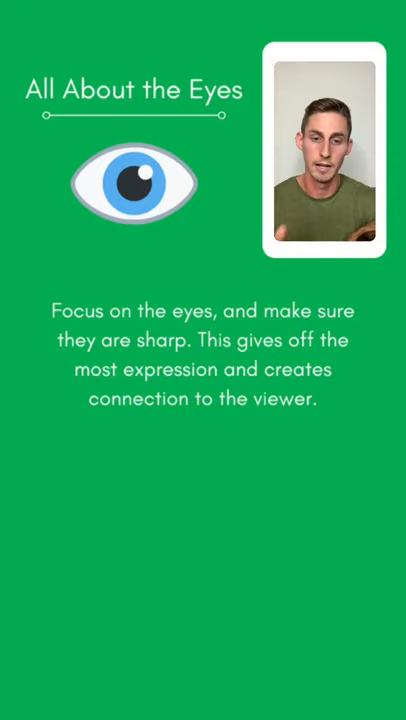 All About the Eyes
Focus on the eyes, and make sure
they are sharp. This gives off the
most expression and creates
connection to the viewer.